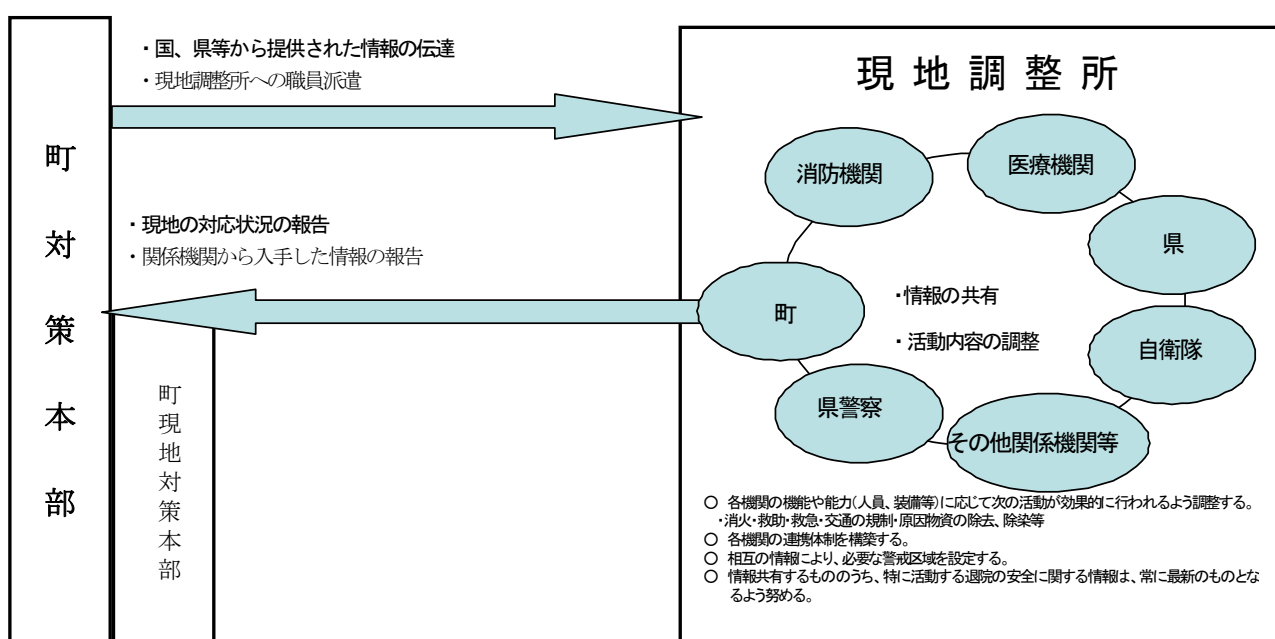 町対策本部
・国、県等から提供された情報の伝達
・現地調整所への職員派遣
・現地の対応状況の報告
・関係機関から入手した情報の報告
町現地対策本部
現地調整所
消防機関
医療機関
県
町
・情報の共有
・活動内容の調整
自衛隊
県警察
その他関係機関等
○ 各機関の機能や能力(人員、装備等)に応じて次の活動が効果的に行われるよう調整する。
・消火・救助・救急・交通の規制・原因物資の除去、除染等
○ 各機関の連携体制を構築する。
○ 相互の情報により、必要な警戒区域を設定する。
○ 情報共有するもののうち、特に活動する退院の安全に関する情報は、常に最新のものとな
るよう努める。